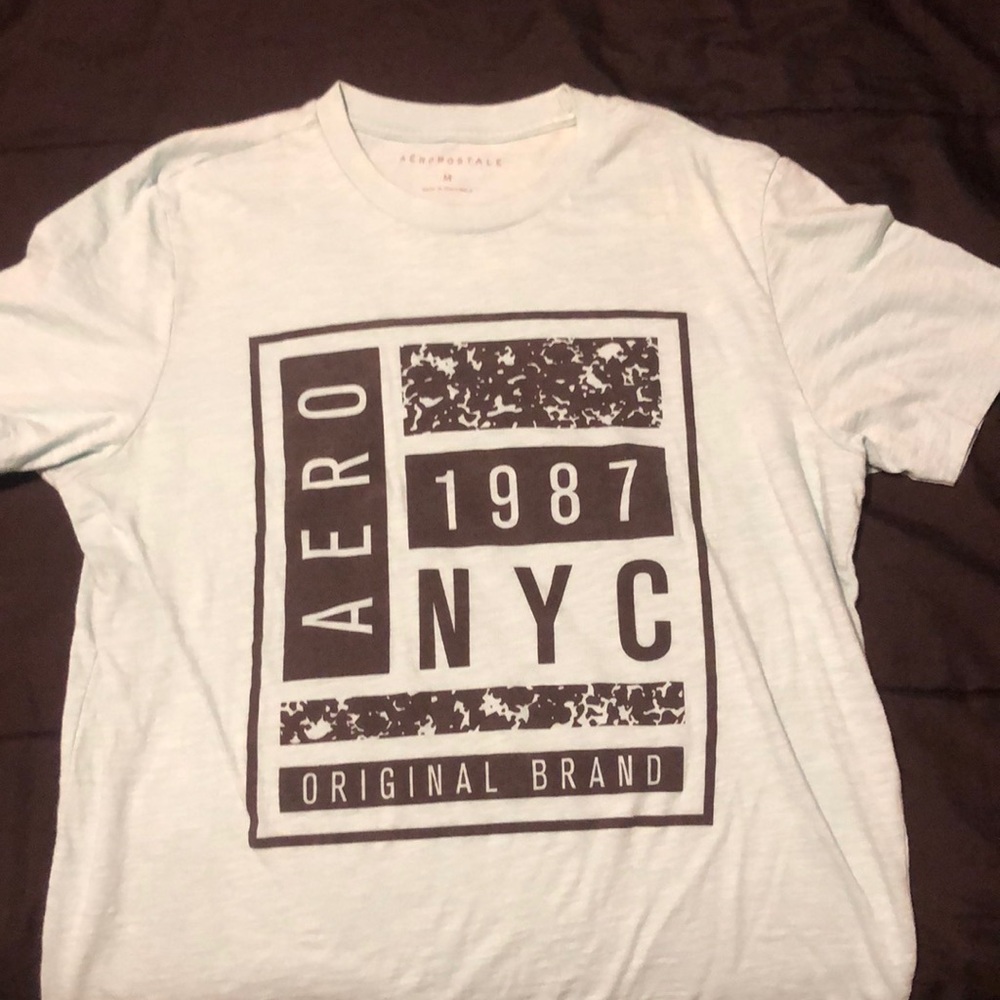 AÉROPOSTALE
M
AERO
1987
NYC
ORIGINAL BRAND